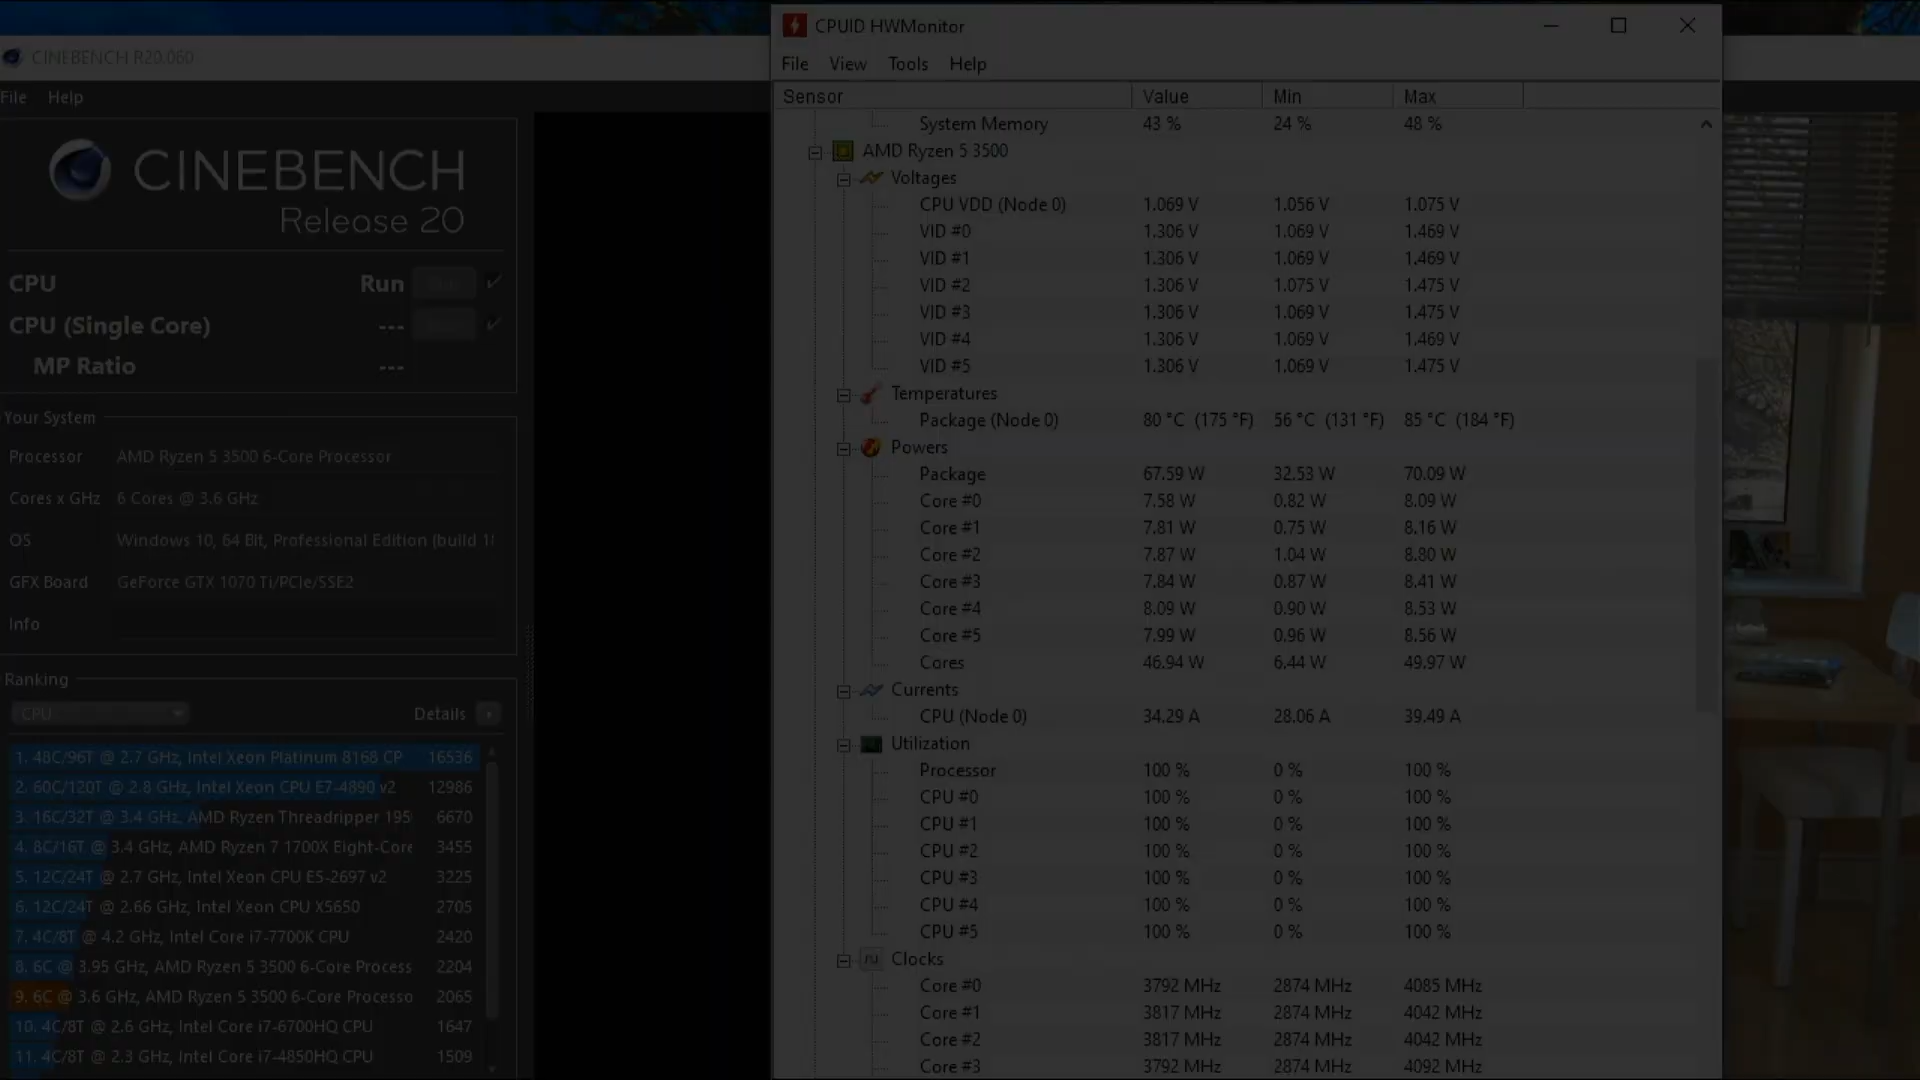 CINEBENCH R20.060
File Help
CINEBENCH
Release 20
CPU Run
CPU (Single Core) ---
MP Ratio ---
Your System
Processor AMD Ryzen 5 3500 6-Core Processor
Cores x GHz 6 Cores @ 3.6 GHz
OS Windows 10, 64 Bit, Professional Edition (build 18
GFX Board GeForce GTX 1070 Ti/PCIe/SSE2
Info
Ranking
CPU Details
1. 48C/96T @ 2.7 GHz, Intel Xeon Platinum 8168 CP 16536
2. 60C/120T @ 2.8 GHz, Intel Xeon CPU E7-4890 v2 12986
3. 16C/32T @ 3.4 GHz, AMD Ryzen Threadripper 195 6670
4. 8C/16T @ 3.4 GHz, AMD Ryzen 7 1700X Eight-Core 3455
5. 12C/24T @ 2.7 GHz, Intel Xeon CPU E5-2697 v2 3225
6. 12C/24T @ 2.66 GHz, Intel Xeon CPU X5650 2705
7. 4C/8T @ 4.2 GHz, Intel Core i7-7700K CPU 2420
8. 6C @ 3.95 GHz, AMD Ryzen 5 3500 6-Core Process 2204
9. 6C @ 3.6 GHz, AMD Ryzen 5 3500 6-Core Processo 2065
10. 4C/8T @ 2.6 GHz, Intel Core i7-6700HQ CPU 1647
11. 4C/8T @ 2.3 GHz, Intel Core i7-4850HQ CPU 1509
CPUID HWMonitor
File View Tools Help
Sensor Value Min Max
System Memory 43 % 24 % 48 %
AMD Ryzen 5 3500
Voltages
CPU VDD (Node 0) 1.069 V 1.056 V 1.075 V
VID #0 1.306 V 1.069 V 1.469 V
VID #1 1.306 V 1.069 V 1.469 V
VID #2 1.306 V 1.075 V 1.475 V
VID #3 1.306 V 1.069 V 1.475 V
VID #4 1.306 V 1.069 V 1.469 V
VID #5 1.306 V 1.069 V 1.475 V
Temperatures
Package (Node 0) 80 °C (175 °F) 56 °C (131 °F) 85 °C (184 °F)
Powers
Package 67.59 W 32.53 W 70.09 W
Core #0 7.58 W 0.82 W 8.09 W
Core #1 7.81 W 0.75 W 8.16 W
Core #2 7.87 W 1.04 W 8.80 W
Core #3 7.84 W 0.87 W 8.41 W
Core #4 8.09 W 0.90 W 8.53 W
Core #5 7.99 W 0.96 W 8.56 W
Cores 46.94 W 6.44 W 49.97 W
Currents
CPU (Node 0) 34.29 A 28.06 A 39.49 A
Utilization
Processor 100 % 0 % 100 %
CPU #0 100 % 0 % 100 %
CPU #1 100 % 0 % 100 %
CPU #2 100 % 0 % 100 %
CPU #3 100 % 0 % 100 %
CPU #4 100 % 0 % 100 %
CPU #5 100 % 0 % 100 %
Clocks
Core #0 3792 MHz 2874 MHz 4085 MHz
Core #1 3817 MHz 2874 MHz 4042 MHz
Core #2 3817 MHz 2874 MHz 4042 MHz
Core #3 3792 MHz 2874 MHz 4092 MHz